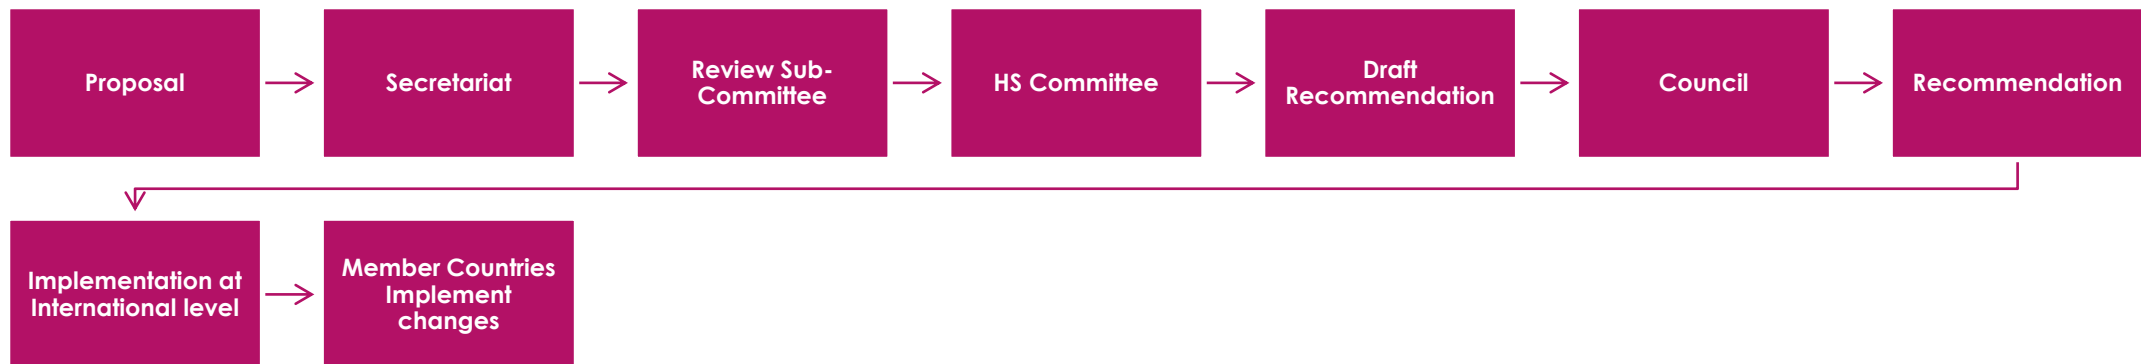 Proposal
Secretariat
Review Sub-
Committee
HS Committee
Draft
Recommendation
Council
Recommendation
Implementation at
International level
Member Countries
Implement
changes